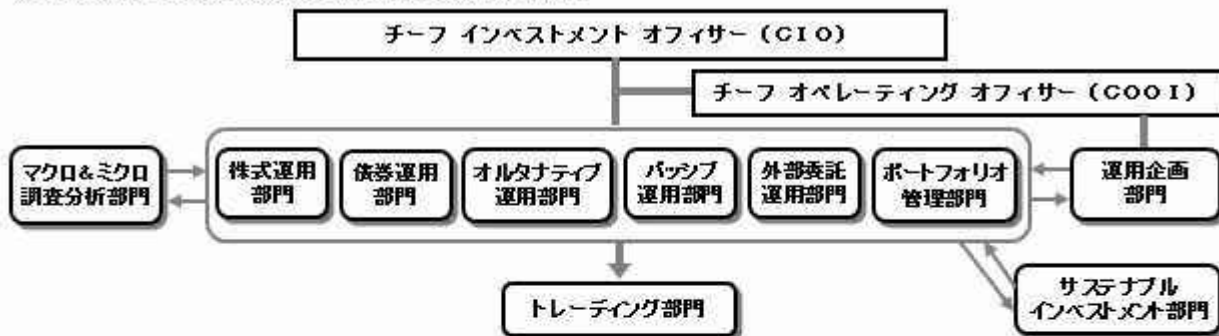 チーフ インベストメント オフィサー (CIO)
チーフ オペレーティング オフィサー (COOI)
マクロ&ミクロ
調査分析部門
株式運用
部門
債券運用
部門
オルタナティブ
運用部門
パッシブ
運用部門
外部委託
運用部門
ポートフォリオ
管理部門
運用企画
部門
トレーディング部門
サステナブル
インベストメント部門